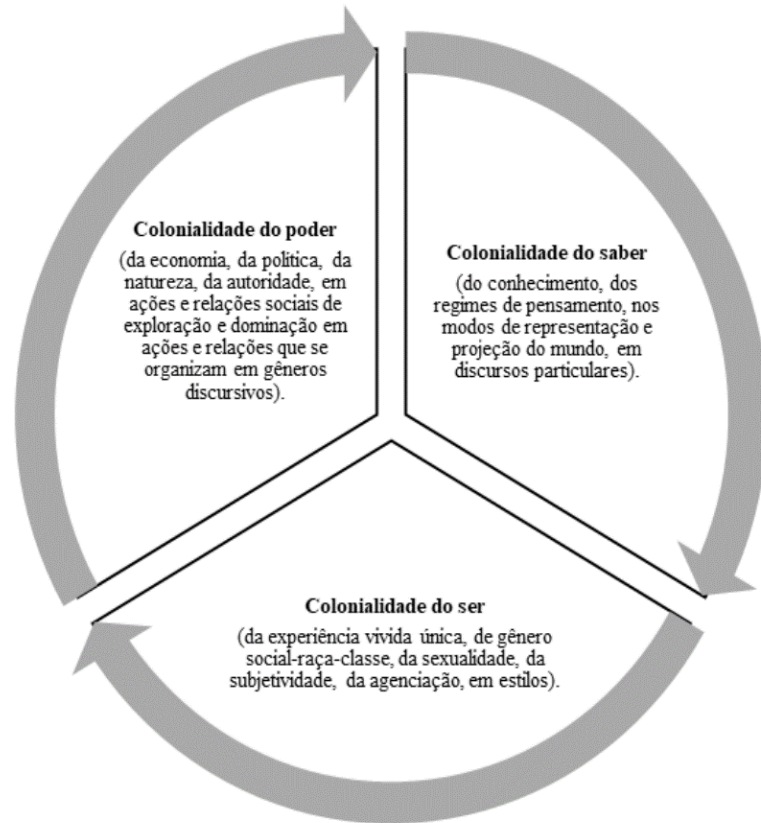 Colonialidade do poder
(da economia, da politica, da
natureza, da autoridade, em
ações e relações sociais de
exploração e dominação em
ações e relações que se
organizam em gêneros
discursivos).
Colonialidade do saber
(do conhecimento, dos
regimes de pensamento, nos
modos de representação e
projeção do mundo, em
discursos particulares).
Colonialidade do ser
(da experiência vivida única, de gênero
social-raça-classe, da sexualidade, da
subjetividade, da agenciação, em estilos).